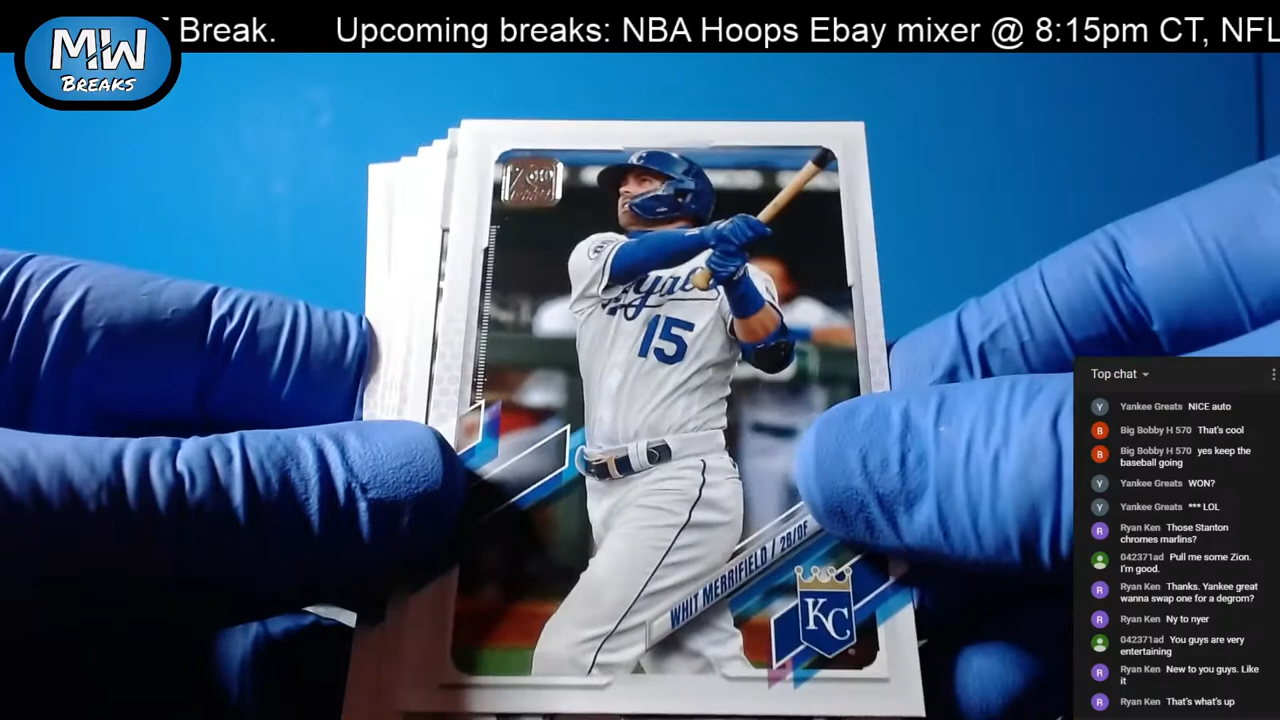 Break. Upcoming breaks: NBA Hoops Ebay mixer @ 8:15pm CT, NFL
MW
BREAKS
70
Royals
15
WHIT MERRIFIELD / 2B/OF
KC
Top chat
Y Yankee Greats NICE auto
B Big Bobby H 570 That's cool
B Big Bobby H 570 yes keep the
baseball going
Y Yankee Greats WON?
Y Yankee Greats *** LOL
R Ryan Ken Those Stanton
chromes marlins?
042371ad Pull me some Zion.
I'm good.
R Ryan Ken Thanks. Yankee great
wanna swap one for a degrom?
R Ryan Ken Ny to nyer
042371ad You guys are very
entertaining
R Ryan Ken New to you guys. Like
it
R Ryan Ken That's what's up